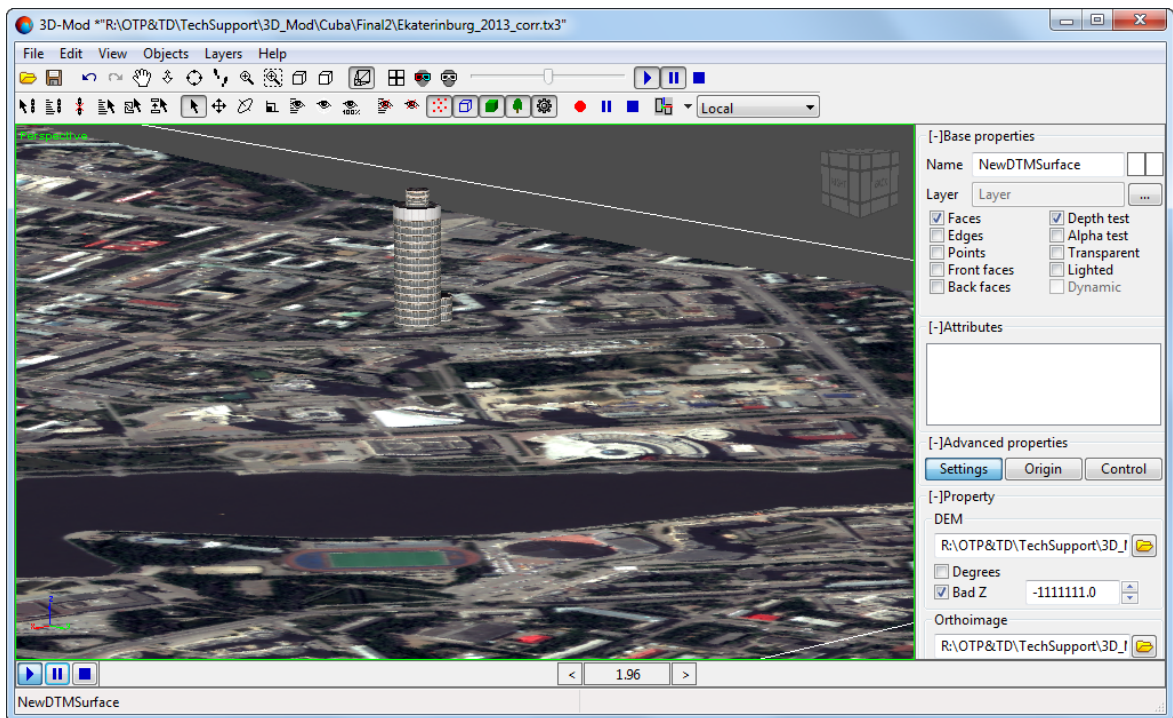 3D-Mod *"R:\OTP&TD\TechSupport\3D_Mod\Cuba\Final2\Ekaterinburg_2013_corr.tx3"
File Edit View Objects Layers Help
100%
Local
Perspective
[-]Base properties
Name NewDTMSurface
Layer Layer ...
Faces Depth test
Edges Alpha test
Points Transparent
Front faces Lighted
Back faces Dynamic
[-]Attributes
[-]Advanced properties
Settings Origin Control
[-]Property
DEM
R:\OTP&TD\TechSupport\3D_
Degrees
Bad Z -1111111.0
Orthoimage
R:\OTP&TD\TechSupport\3D_
< 1.96 >
NewDTMSurface